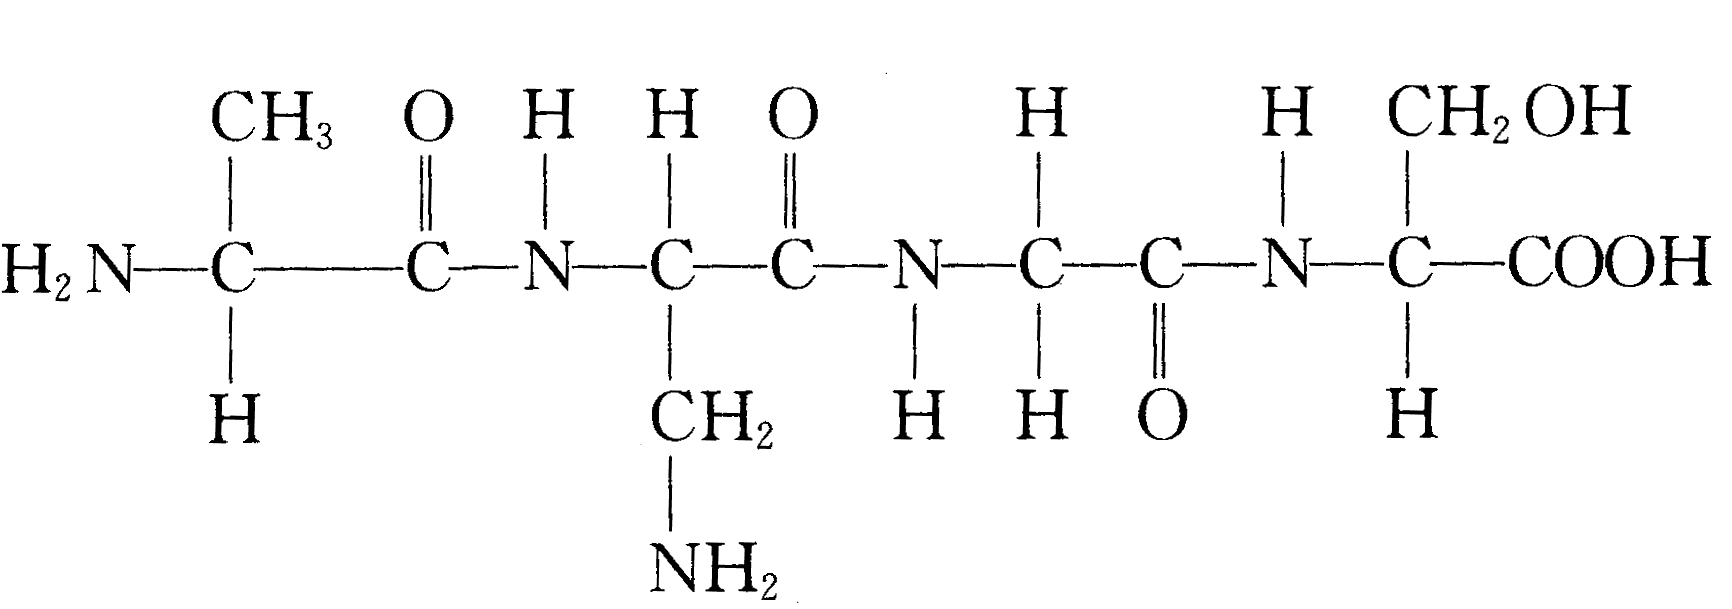 CH₃ O H H O H H CH₂OH
H₂N—C—C—N—C—C—N—C—C—N—C—COOH
H CH₂ H H O H
NH₂